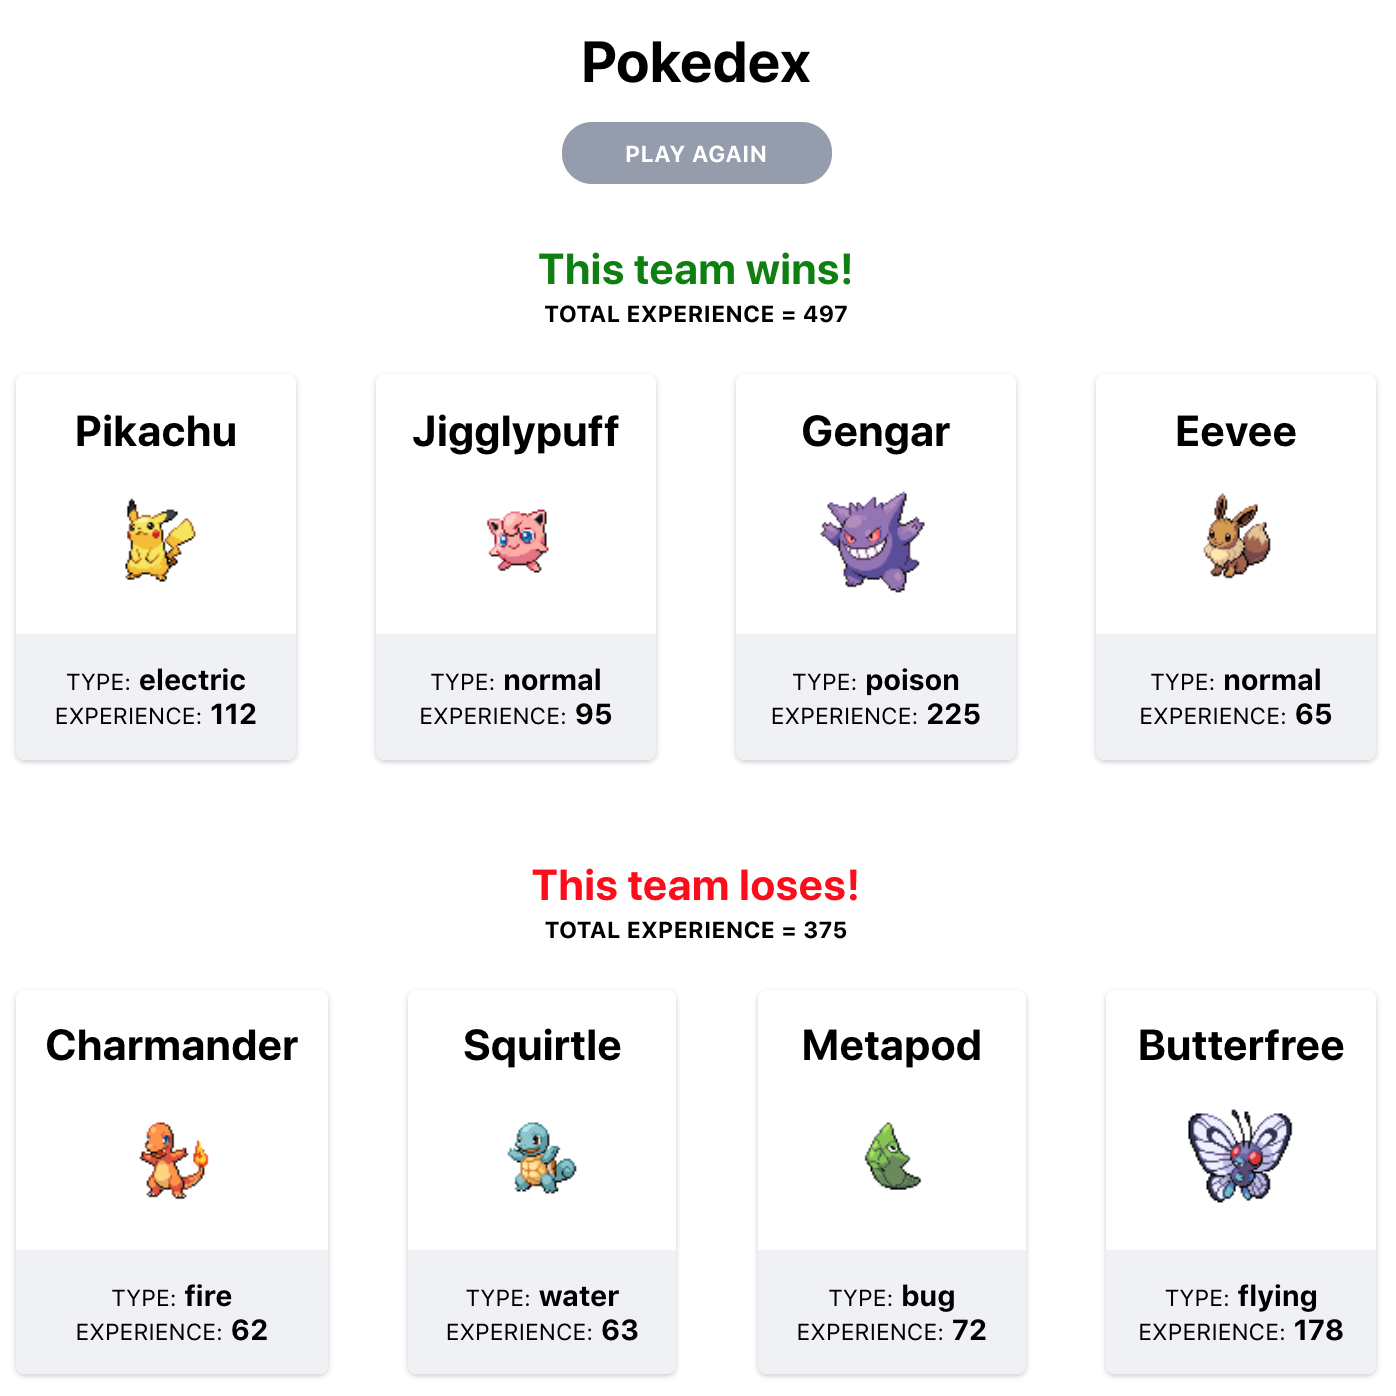 Pokedex
PLAY AGAIN
This team wins!
TOTAL EXPERIENCE = 497
Pikachu
TYPE: electric
EXPERIENCE: 112
Jigglypuff
TYPE: normal
EXPERIENCE: 95
Gengar
TYPE: poison
EXPERIENCE: 225
Eevee
TYPE: normal
EXPERIENCE: 65
This team loses!
TOTAL EXPERIENCE = 375
Charmander
TYPE: fire
EXPERIENCE: 62
Squirtle
TYPE: water
EXPERIENCE: 63
Metapod
TYPE: bug
EXPERIENCE: 72
Butterfree
TYPE: flying
EXPERIENCE: 178